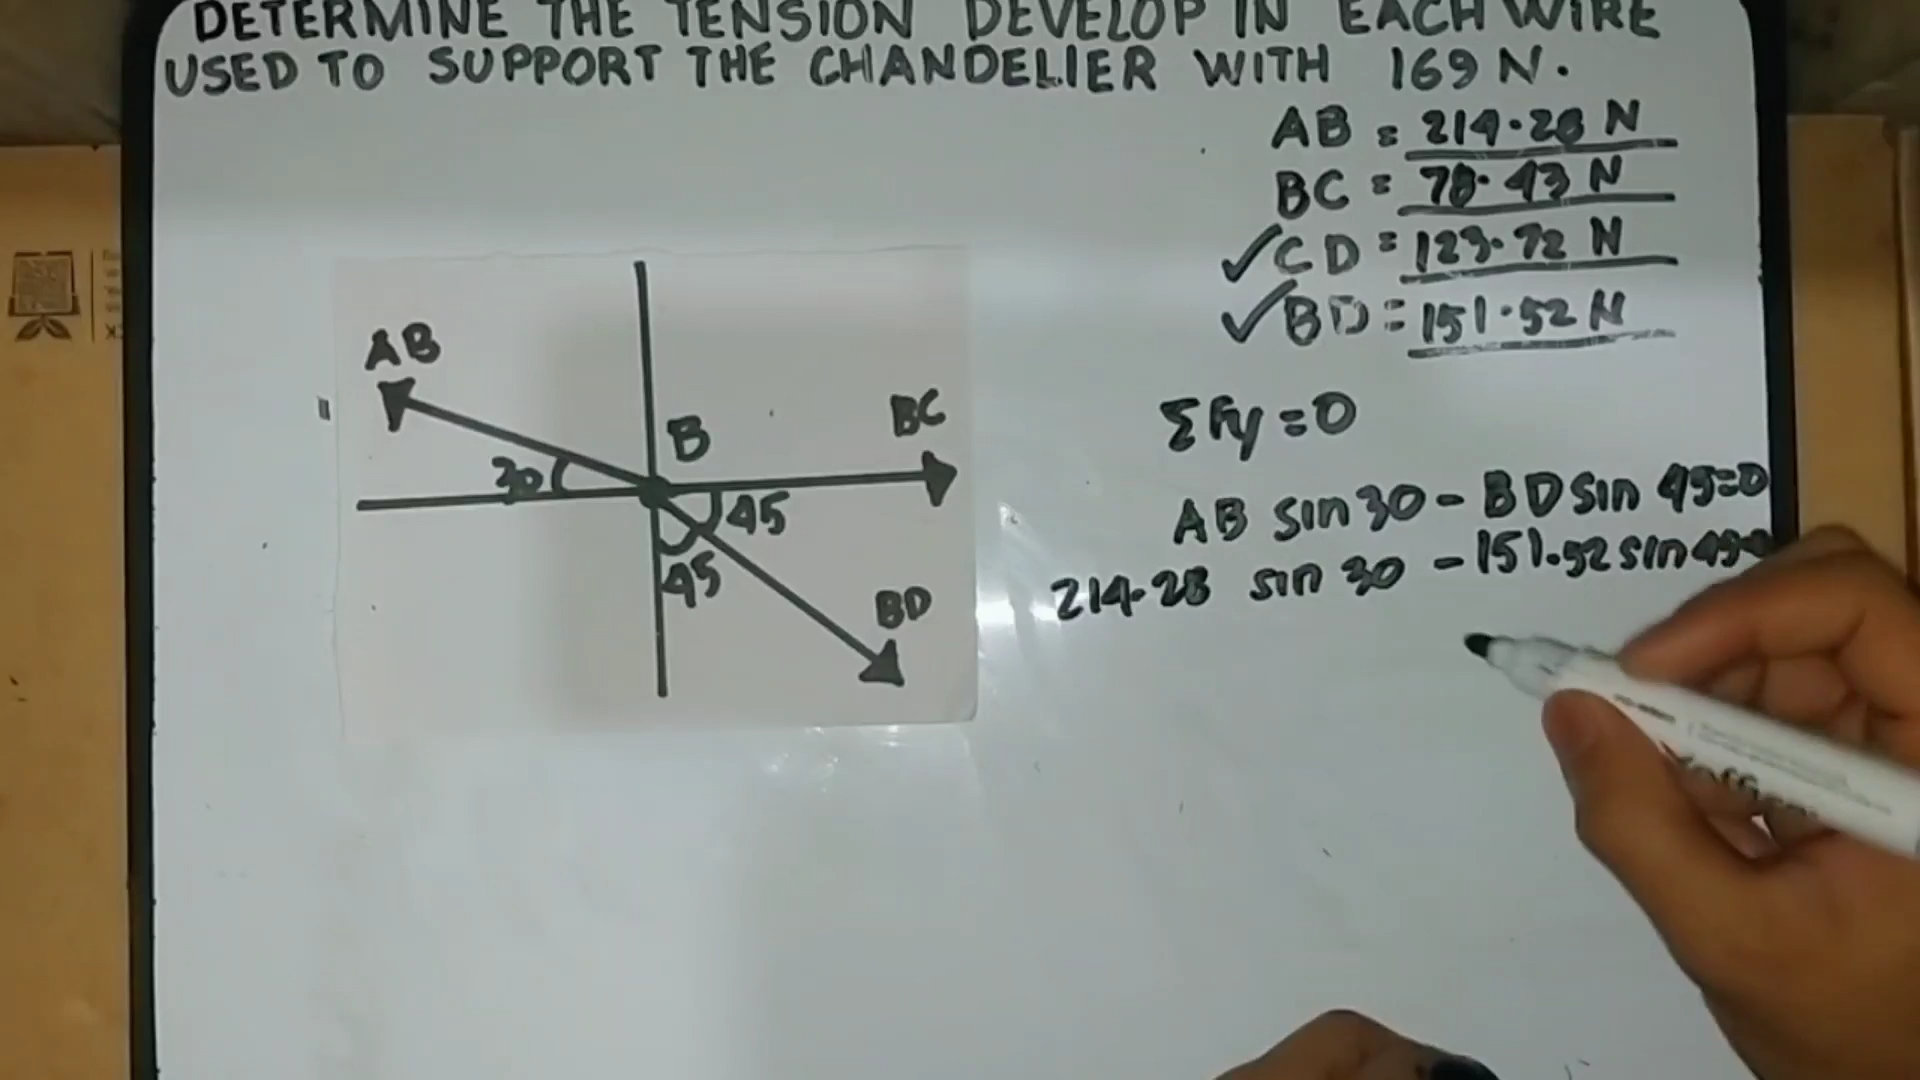 DETERMINE THE TENSION DEVELOP IN EACH WIRE
USED TO SUPPORT THE CHANDELIER WITH 169 N.
AB = 214.28 N
BC = 78.43 N
CD = 123.72 N
BD = 151.52 N
ΣFy = 0
AB sin 30 - BD sin 45 = 0
214.28 sin 30 - 151.52 sin 45
AB
30
B
BC
45
45
BD